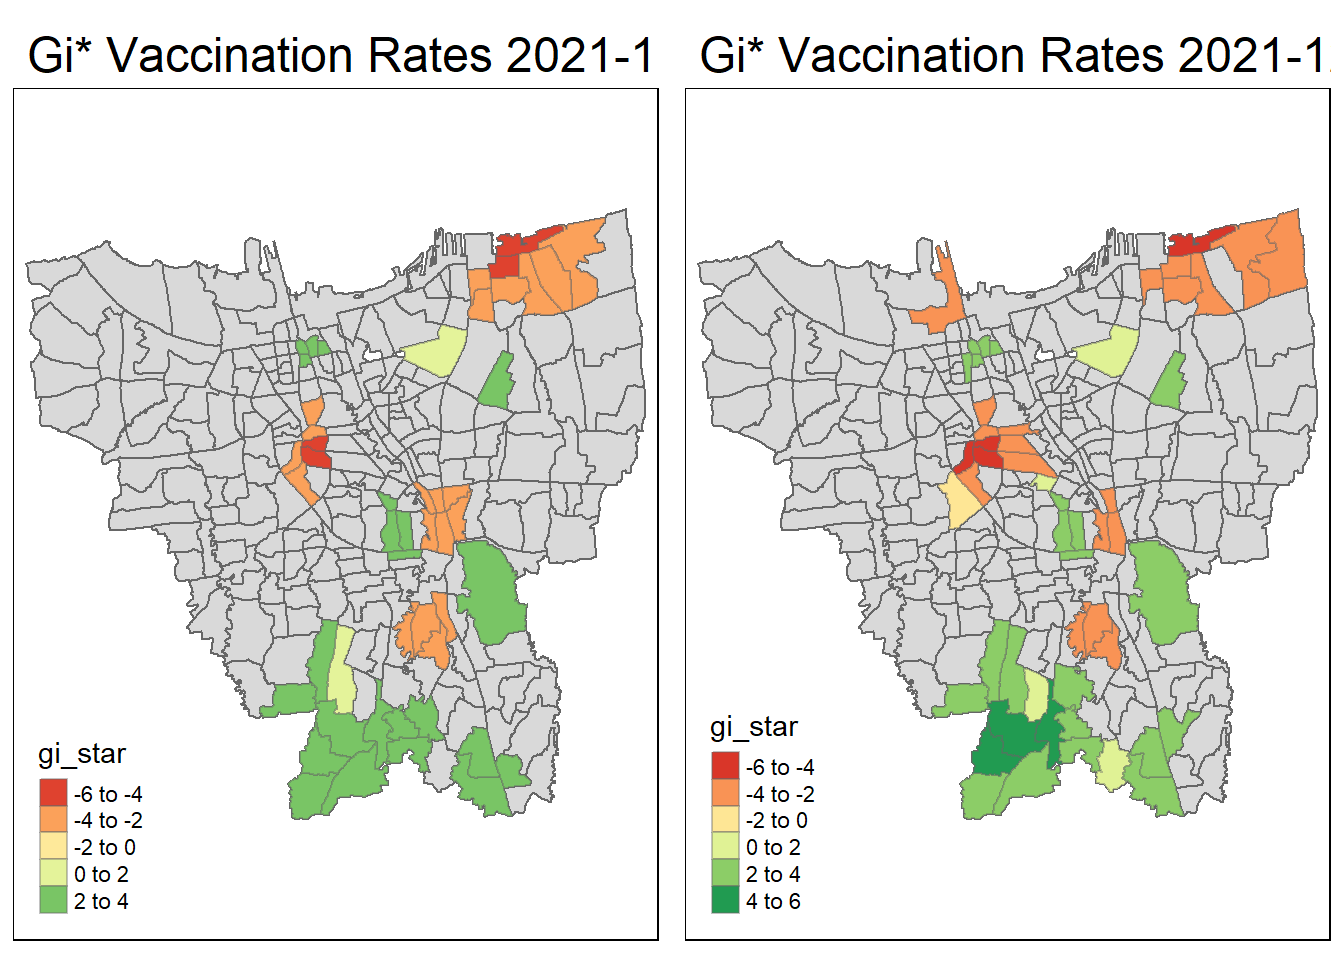 Gi* Vaccination Rates 2021-1
gi_star
-6 to -4
-4 to -2
-2 to 0
0 to 2
2 to 4
Gi* Vaccination Rates 2021-1
gi_star
-6 to -4
-4 to -2
-2 to 0
0 to 2
2 to 4
4 to 6